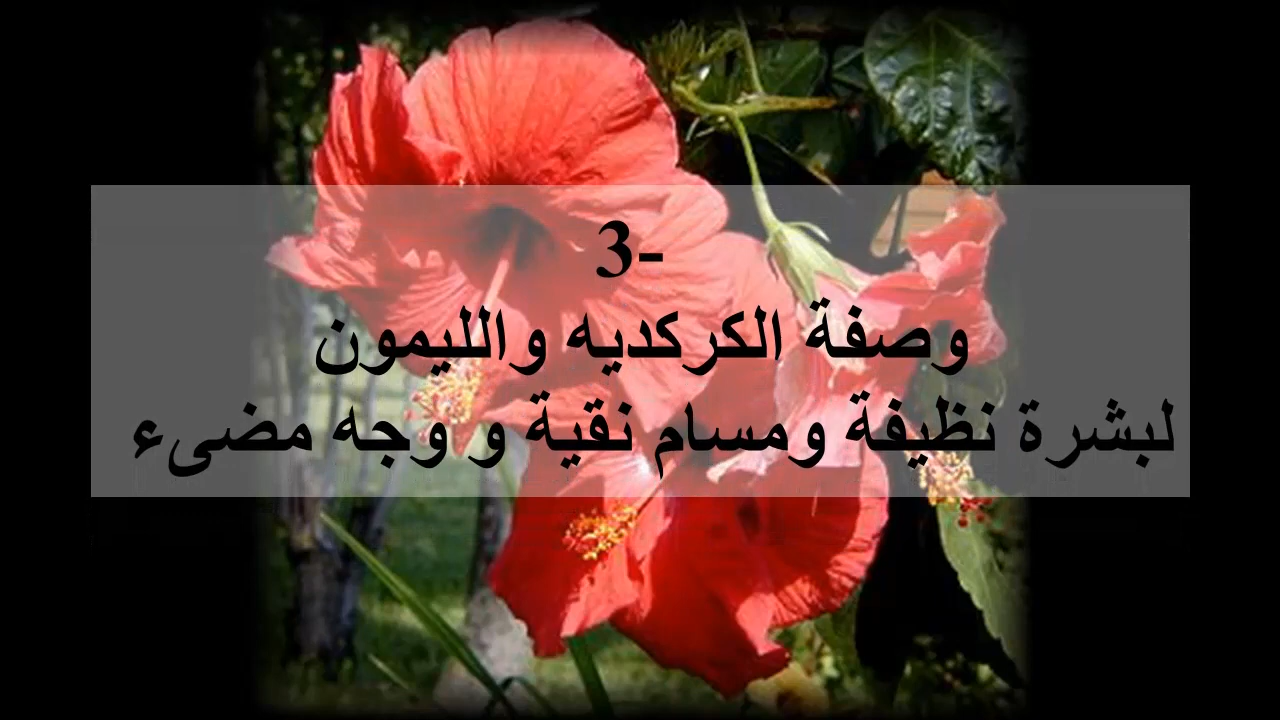 3-
وصفة الكركديه والليمون
لبشرة نظيفة ومسام نقية و وجه مضىء